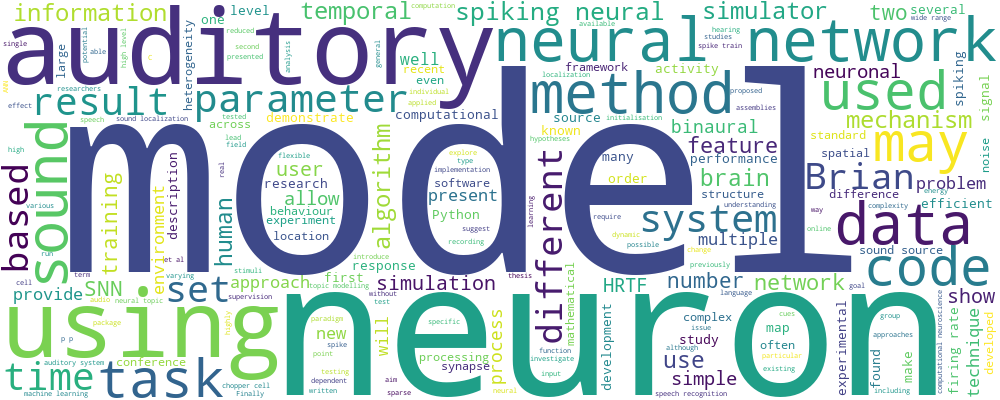 information
temporal
one
level
spiking neural
simulator
two
several
wide range
computation
available
hearing
studies
spike train
single
large
potential
able
high level
c
reduced
second
presented
analysis
general
heterogeneity
auditory
neural network
well
recent
even
individual
applied
framework
activity
localization
proposed
assemblies
neuronal
spiking
signal
effect
researchers
result
parameter
method
used
computational
source
initialisation
hypotheses
mechanism
speech
sound localization
tested
across
lead
field
demonstrate
known
binaural
standard
noise
high
sound
flexible
explore
type
implementation
user
research
allow
software
present
behaviour
experiment
Python
location
suggest
recording
algorithm
many
order
feature
performance
brain
structure
understanding
require
dynamic
possible
change
previously
spatial
may
difference
Brian
problem
efficient
energy
complexity
way
online
model
system
multiple
data
based
various
run
et al
term
cell
varying
training
environment
description
human
real
introduce
learning
different
sound source
code
goal
provide
SNN
set
approach
stimuli
topic modelling
first
response
simulation
thesis
HRTF
number
network
language
show
neural topic
supervision
audio
package
p p
without
test
paradigm
new
spike
point
testing
dependent
written
will
specific
processing
synapse
aim
sparse
process
mathematical
function
investigate
input
neural
development
complex
issue
study
although
use
simple
speech recognition
map
cues
often
particular
existing
group
approaches
experimental
found
including
make
firing rate
computational neuroscience
technique
developed
using
neuron
time
task
auditory system
conference
machine learning
chopper cell
Finally
highly